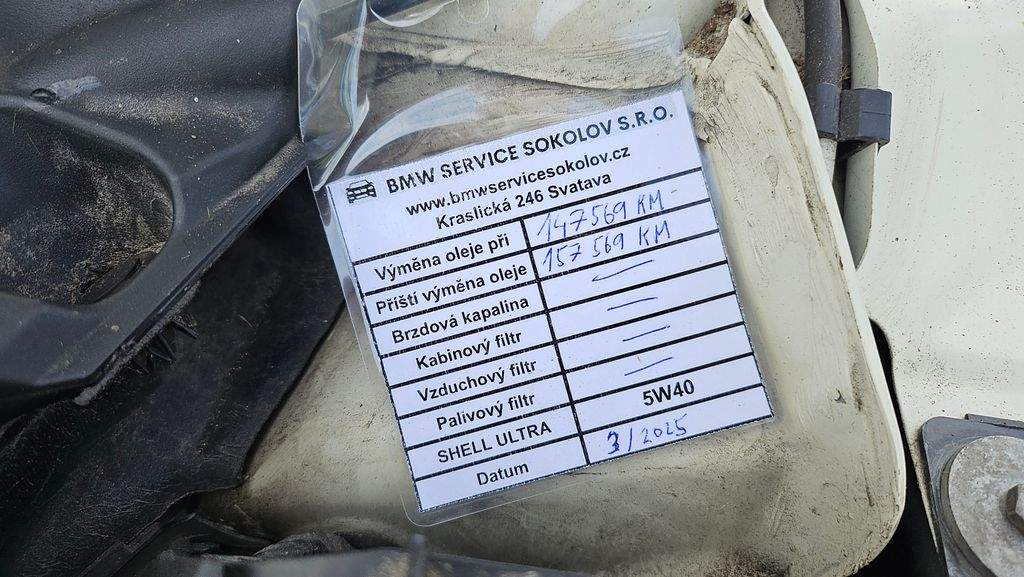 BMW SERVICE SOKOLOV S.R.O.
www.bmwservicesokolov.cz
Kraslická 246 Svatava
Výměna oleje při 147569 KM -
Příští výměna oleje 157569 KM
Brzdová kapalina –
Kabinový filtr –
Vzduchový filtr –
Palivový filtr –
SHELL ULTRA 5W40
Datum 3/2025